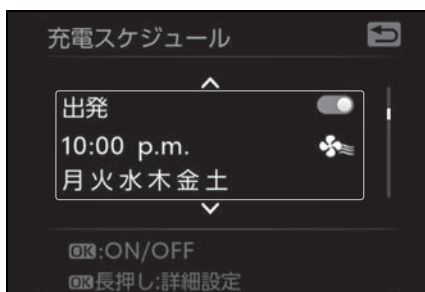 充電スケジュール
出発
10:00 p.m.
月火水木金土
OK:ON/OFF
OK長押し:詳細設定